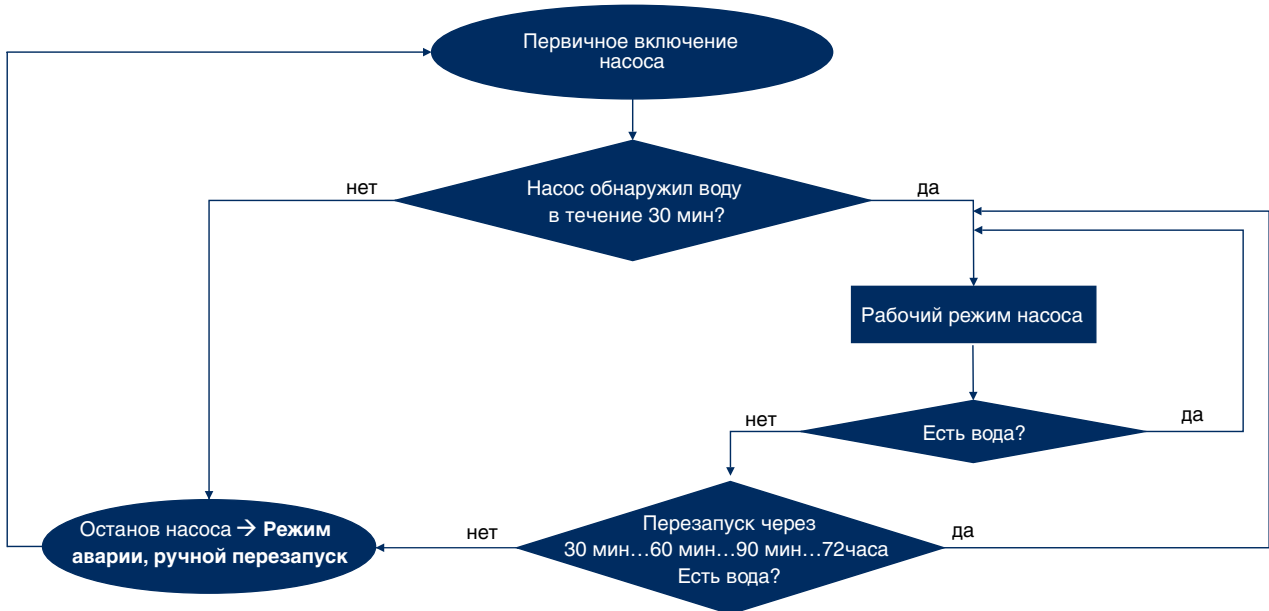 Первичное включение
насоса
Насос обнаружил воду
в течение 30 мин?
нет
да
Рабочий режим насоса
Есть вода?
нет
да
Перезапуск через
30 мин…60 мин…90 мин…72часа
Есть вода?
нет
да
Останов насоса → Режим
аварии, ручной перезапуск